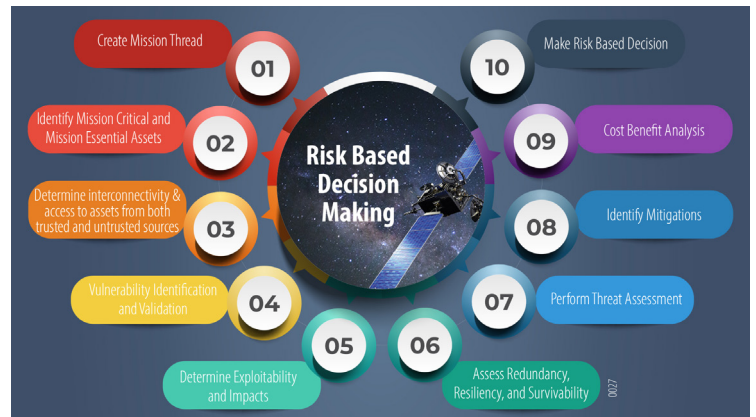 Create Mission Thread
01
Identify Mission Critical and
Mission Essential Assets
02
Determine interconnectivity &
access to assets from both
trusted and untrusted sources
03
Vulnerability Identification
and Validation
04
Determine Exploitability
and Impacts
05
Risk Based
Decision
Making
06
Assess Redundancy,
Resiliency, and Survivability
07
Perform Threat Assessment
08
Identify Mitigations
09
Cost Benefit Analysis
10
Make Risk Based Decision
0027